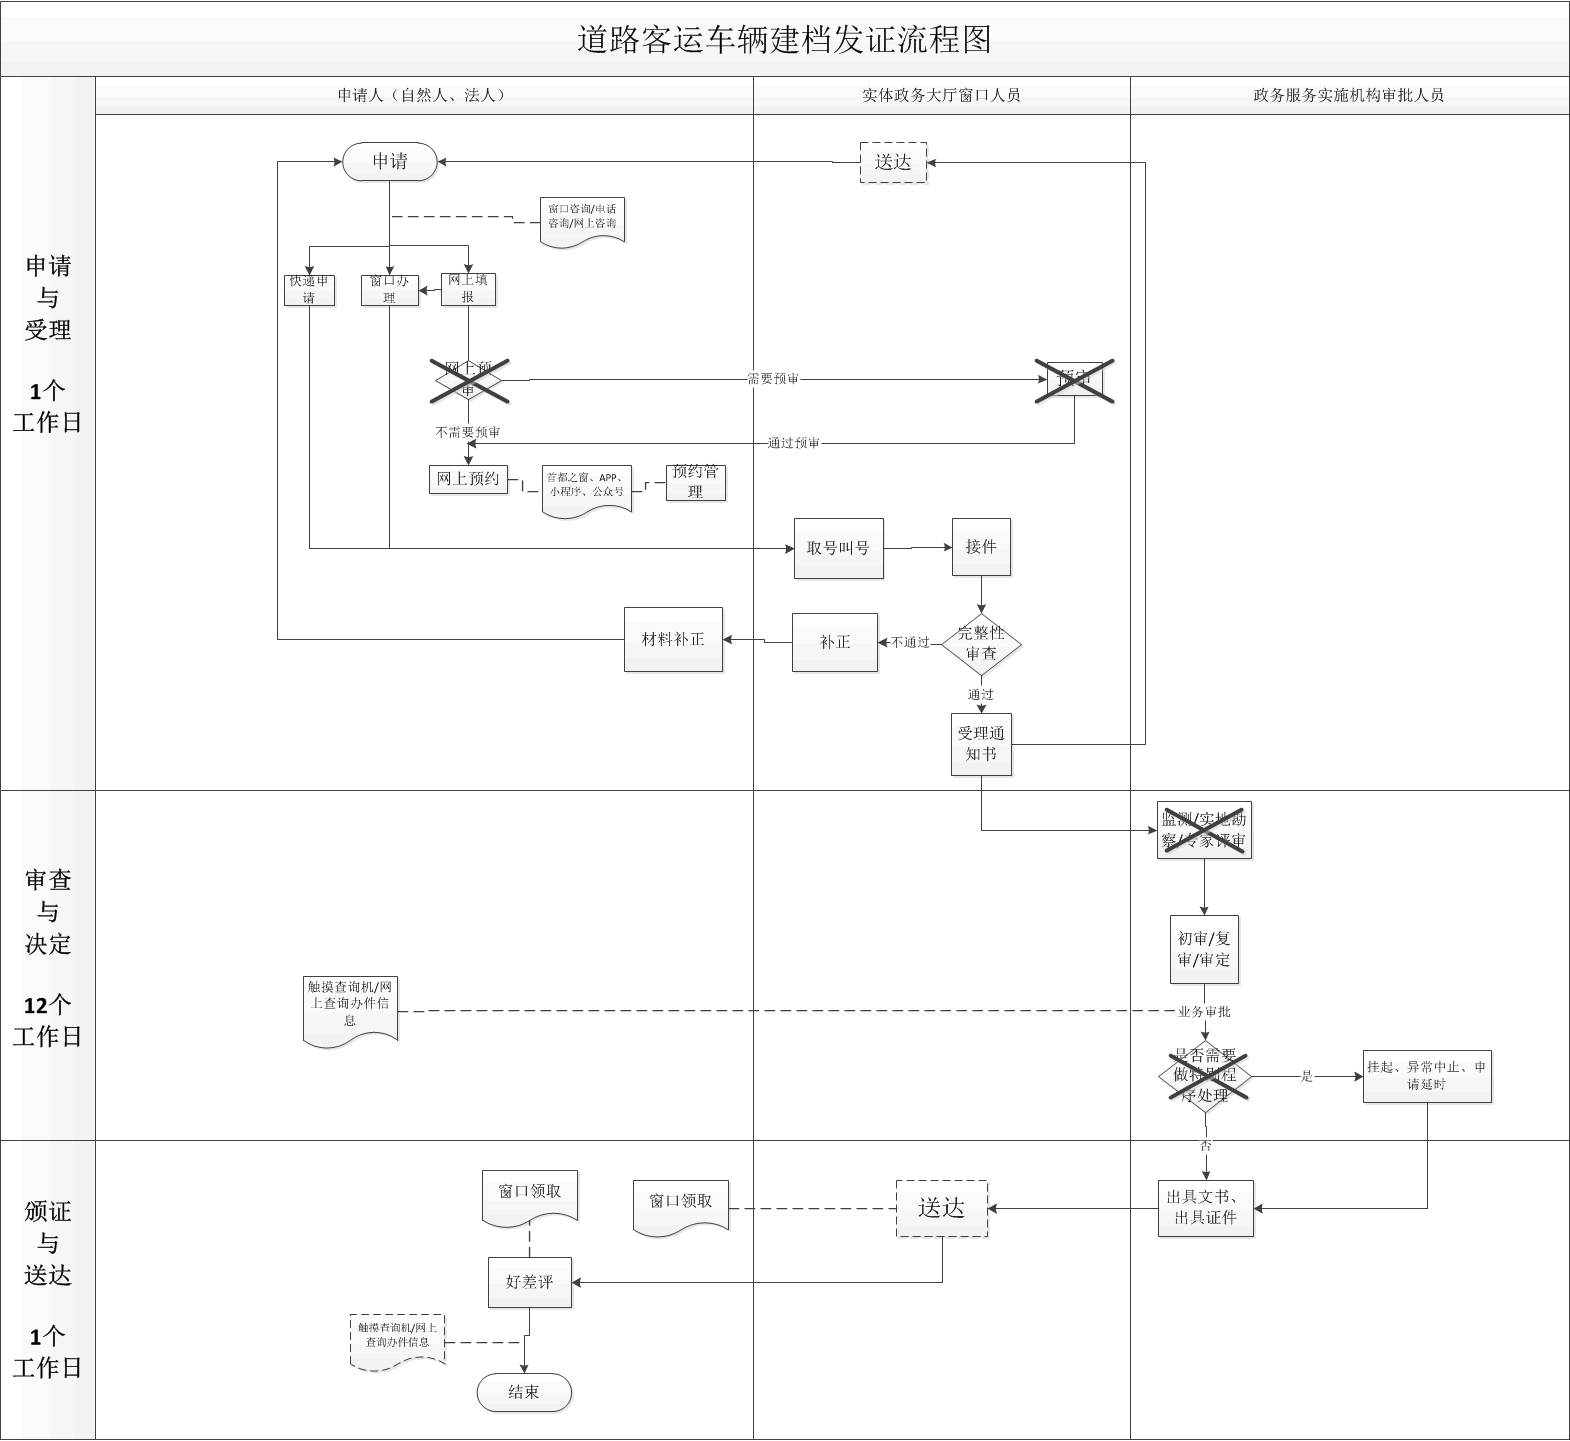 道路客运车辆建档发证流程图
申请人（自然人、法人）
实体政务大厅窗口人员
政务服务实施机构审批人员
申请
与
受理
1个
工作日
申请
送达
窗口咨询/电话
咨询/网上咨询
快递申
请
窗口办
理
网上填
报
网上预
审
需要预审
预审
不需要预审
通过预审
网上预约
首都之窗、APP、
小程序、公众号
预约管
理
取号叫号
接件
材料补正
补正
不通过
完整性
审查
通过
受理通
知书
审查
与
决定
12个
工作日
监测/实地勘
察/专家评审
初审/复
审/审定
触摸查询机/网
上查询办件信
息
业务审批
是否需要
做特别程
序处理
是
挂起、异常中止、申
请延时
否
颁证
与
送达
1个
工作日
窗口领取
窗口领取
送达
出具文书、
出具证件
好差评
触摸查询机/网上
查询办件信息
结束